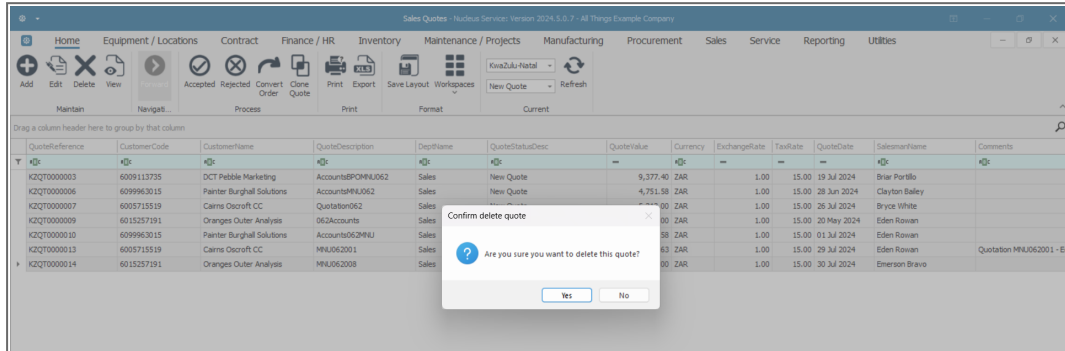 Sales Quotes - Nucleus Service: Version 2024.5.0.7 - All Things Example Company
Home Equipment / Locations Contract Finance / HR Inventory Maintenance / Projects Manufacturing Procurement Sales Service Reporting Utilities
Add Edit Delete View Forward Accepted Rejected Convert Order Clone Quote Print Export Save Layout Workspaces KwaZulu-Natal New Quote Refresh
Maintain Navigati... Process Print Format Current
Drag a column header here to group by that column
QuoteReference CustomerCode CustomerName QuoteDescription DeptName QuoteStatusDesc QuoteValue Currency ExchangeRate TaxRate QuoteDate SalesmanName Comments
KZQT0000003 6009113735 DCT Pebble Marketing AccountsBPOMNU062 Sales New Quote 9,377.40 ZAR 1.00 15.00 19 Jul 2024 Briar Portillo
KZQT0000006 6099963015 Painter Burghall Solutions AccountsMNU062 Sales New Quote 4,751.58 ZAR 1.00 15.00 28 Jun 2024 Clayton Bailey
KZQT0000007 6005715519 Cairns Oscroft CC Quotation062 Sales ZAR 1.00 15.00 26 Jul 2024 Bryce White
KZQT0000009 6015257191 Oranges Outer Analysis 062Accounts Sales 00 ZAR 1.00 15.00 20 May 2024 Eden Rowan
KZQT0000010 6099963015 Painter Burghall Solutions Accounts062MNU Sales 58 ZAR 1.00 15.00 01 Jul 2024 Eden Rowan
KZQT0000013 6005715519 Cairns Oscroft CC MNU062001 Sales 63 ZAR 1.00 15.00 29 Jul 2024 Eden Rowan Quotation MNU062001 - E
KZQT0000014 6015257191 Oranges Outer Analysis MNU062008 Sales 00 ZAR 1.00 15.00 30 Jul 2024 Emerson Bravo
Confirm delete quote
Are you sure you want to delete this quote?
Yes No